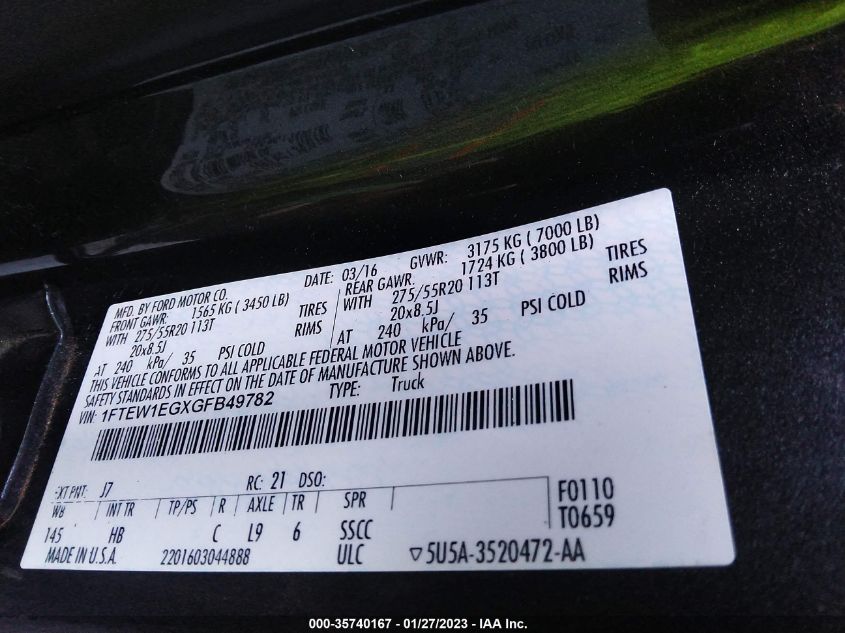 MFD. BY FORD MOTOR CO.
DATE: 03/16
GVWR: 3175 KG ( 7000 LB)
FRONT GAWR: 1565 KG ( 3450 LB)
REAR GAWR: 1724 KG ( 3800 LB)
WITH 275/55R20 113T TIRES
WITH 275/55R20 113T TIRES
20x8.5J RIMS
20x8.5J RIMS
AT 240 kPa/ 35 PSI COLD
AT 240 kPa/ 35 PSI COLD
THIS VEHICLE CONFORMS TO ALL APPLICABLE FEDERAL MOTOR VEHICLE
SAFETY STANDARDS IN EFFECT ON THE DATE OF MANUFACTURE SHOWN ABOVE.
VIN: 1FTEW1EGXGFB49782
TYPE: Truck
EXT PNT: J7 RC: 21 DSO:
WB INT TR TP/PS R AXLE TR SPR
145 HB C L9 6 SSCC
F0110
T0659
MADE IN U.S.A. 2201603044888 ULC ▽5U5A-3520472-AA
000-35740167 — 01/27/2023 — IAA Inc.